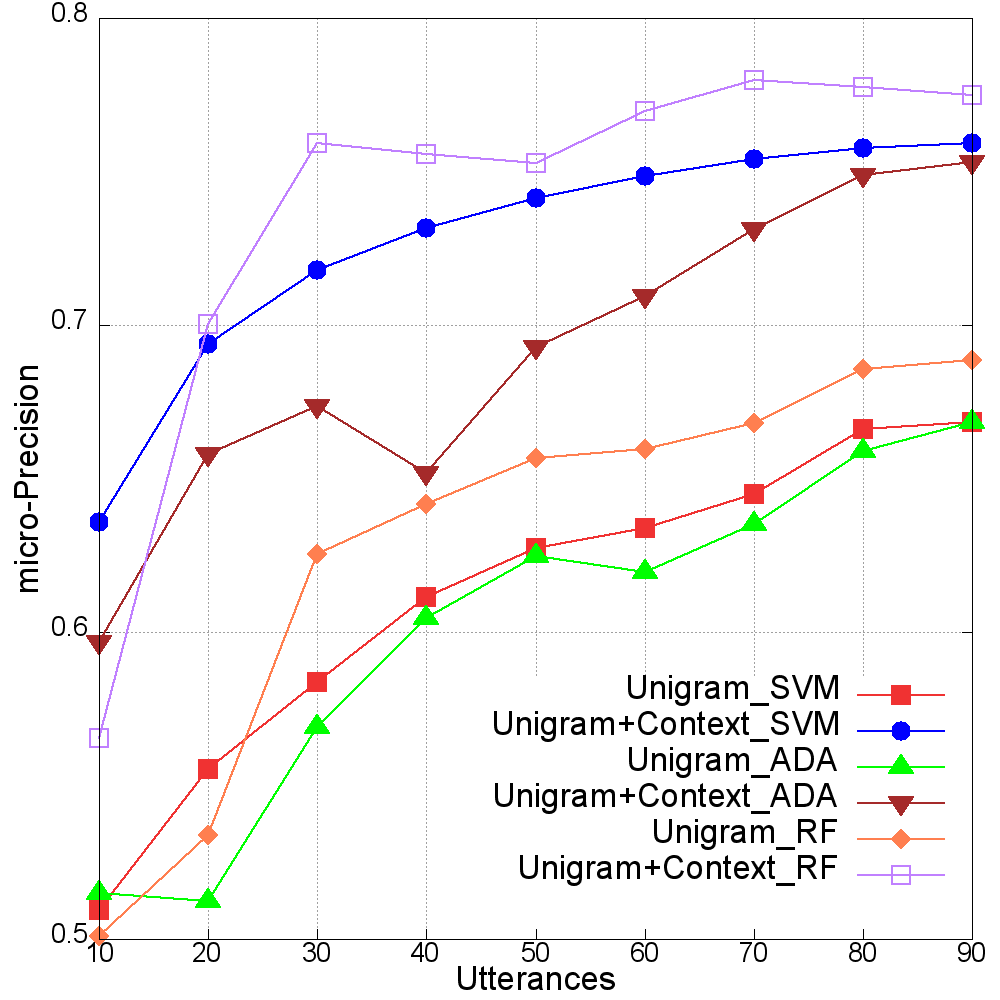 0.8
0.7
0.6
0.5
micro-Precision
Unigram_SVM
Unigram+Context_SVM
Unigram_ADA
Unigram+Context_ADA
Unigram_RF
Unigram+Context_RF
10 20 30 40 50 60 70 80 90
Utterances